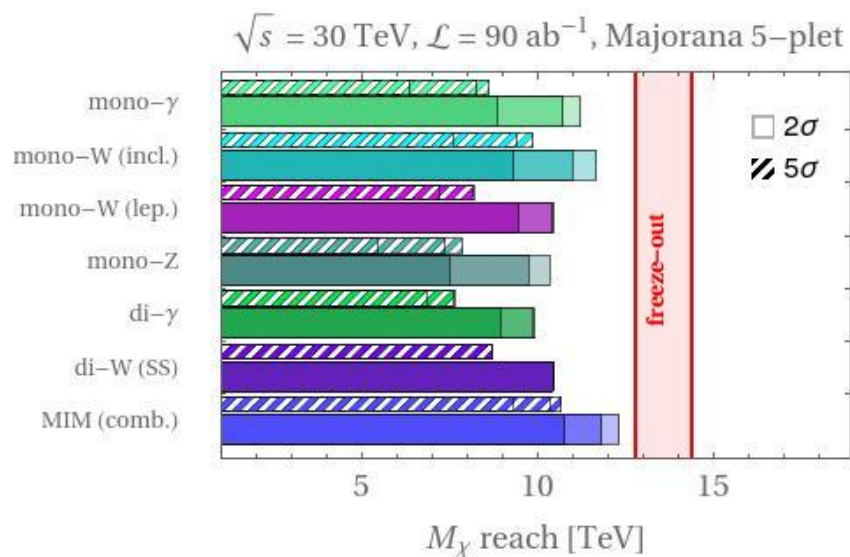 √s = 30 TeV, ℒ = 90 ab⁻¹, Majorana 5−plet
mono−γ
mono−W (incl.)
mono−W (lep.)
mono−Z
di−γ
di−W (SS)
MIM (comb.)
2σ
5σ
freeze−out
5
10
15
Mχ reach [TeV]